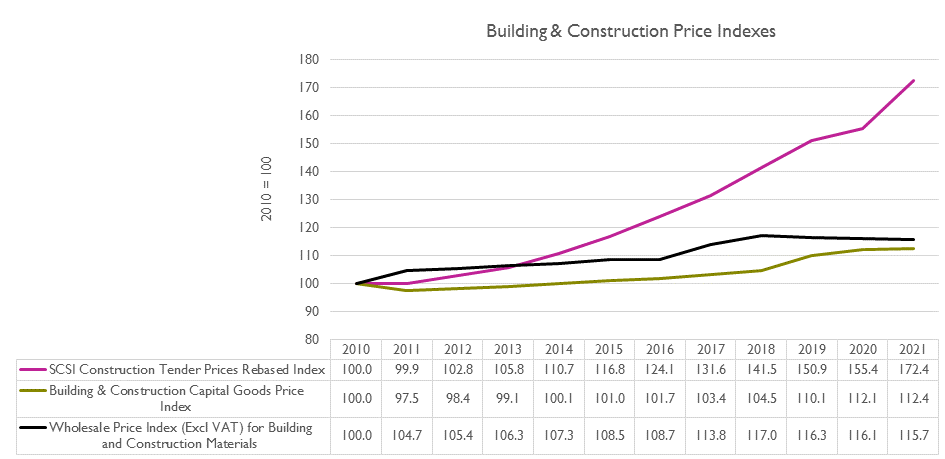 Building & Construction Price Indexes
180
170
160
150
140
130
120
110
100
90
80
2010 = 100
2010 2011 2012 2013 2014 2015 2016 2017 2018 2019 2020 2021
SCSI Construction Tender Prices Rebased Index 100.0 99.9 102.8 105.8 110.7 116.8 124.1 131.6 141.5 150.9 155.4 172.4
Building & Construction Capital Goods Price
Index
100.0 97.5 98.4 99.1 100.1 101.0 101.7 103.4 104.5 110.1 112.1 112.4
Wholesale Price Index (Excl VAT) for Building
and Construction Materials
100.0 104.7 105.4 106.3 107.3 108.5 108.7 113.8 117.0 116.3 116.1 115.7